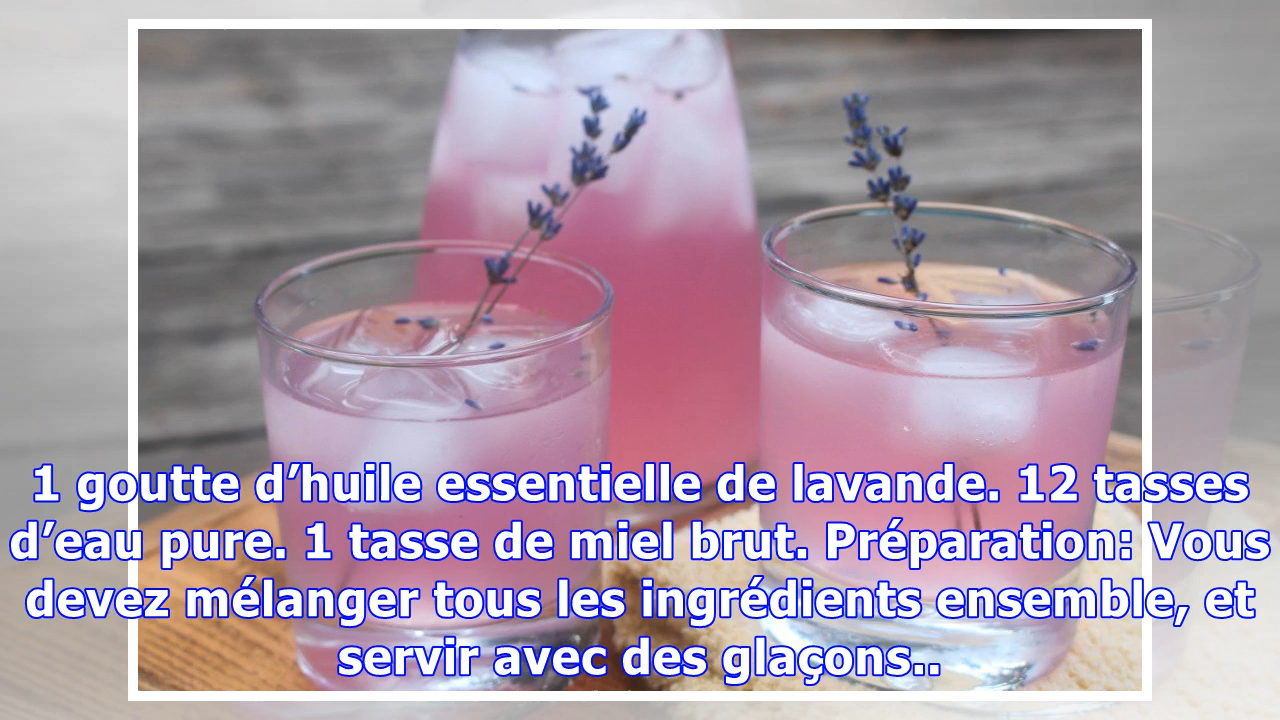 1 goutte d’huile essentielle de lavande. 12 tasses
d’eau pure. 1 tasse de miel brut. Préparation: Vous
devez mélanger tous les ingrédients ensemble, et
servir avec des glaçons..